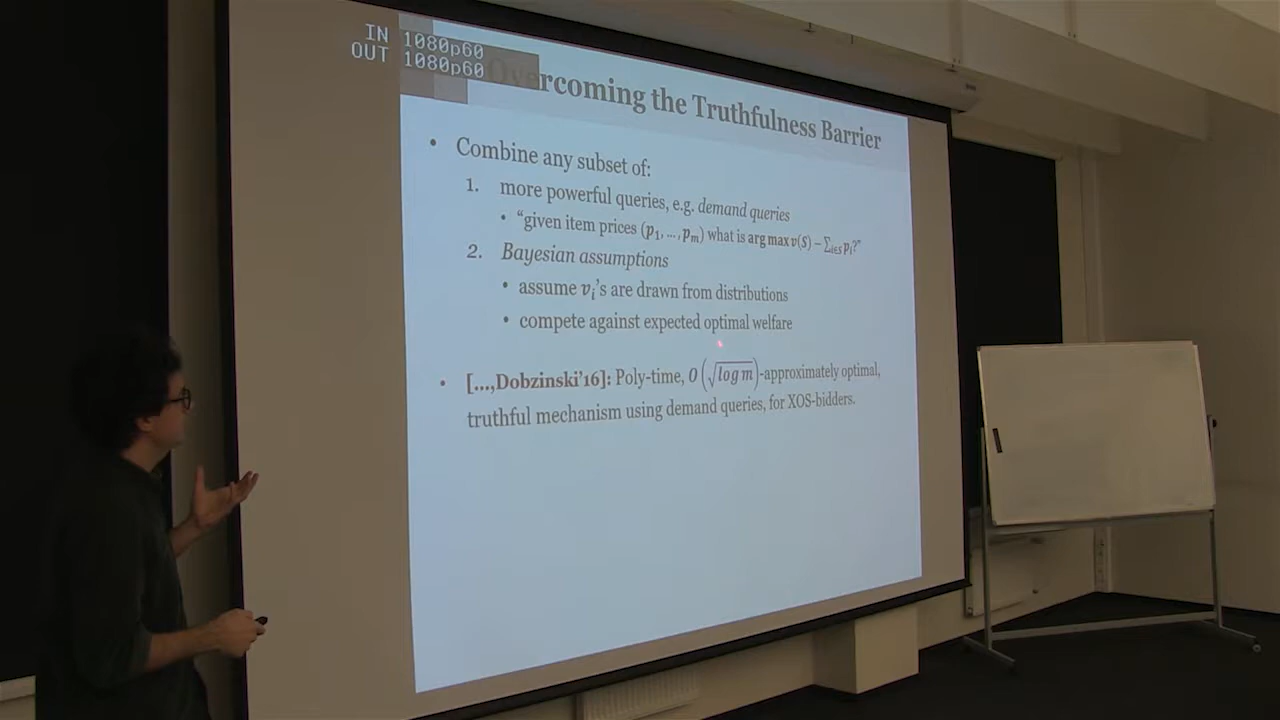 IN 1080p60
OUT 1080p60
Overcoming the Truthfulness Barrier
• Combine any subset of:
1. more powerful queries, e.g. demand queries
• "given item prices (p₁, ..., pₘ) what is arg max v(S) − ∑ᵢ∈S pᵢ?"
2. Bayesian assumptions
• assume vᵢ's are drawn from distributions
• compete against expected optimal welfare
• [...,Dobzinski'16]: Poly-time, O(√log m)-approximately optimal,
truthful mechanism using demand queries, for XOS-bidders.